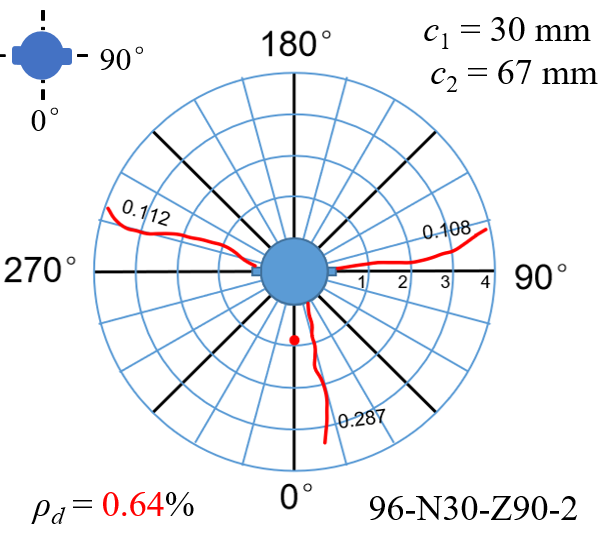 180°
c₁ = 30 mm
c₂ = 67 mm
90°
0°
0.112
0.108
270°
1 2 3 4
90°
0.287
0°
ρ_d = 0.64%
96-N30-Z90-2